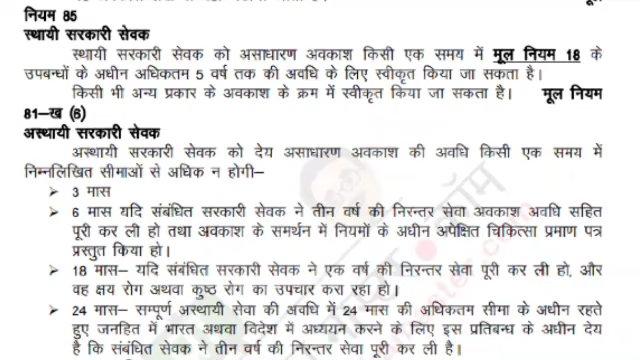 नियम 85
मूल
स्थायी सरकारी सेवक
स्थायी सरकारी सेवक को असाधारण अवकाश किसी एक समय में मूल नियम 18 के
उपबन्धों के अधीन अधिकतम 5 वर्ष तक की अवधि के लिए स्वीकृत किया जा सकता है।
किसी भी अन्य प्रकार के अवकाश के क्रम में स्वीकृत किया जा सकता है। मूल नियम
81–ख (6)
अस्थायी सरकारी सेवक
अस्थायी सरकारी सेवक को देय असाधारण अवकाश की अवधि किसी एक समय में
निम्नलिखित सीमाओं से अधिक न होगी–
➢ 3 मास
➢ 6 मास यदि संबंधित सरकारी सेवक ने तीन वर्ष की निरन्तर सेवा अवकाश अवधि सहित
पूरी कर ली हो तथा अवकाश के समर्थन में नियमों के अधीन अपेक्षित चिकित्सा प्रमाण पत्र
प्रस्तुत किया हो।
➢ 18 मास– यदि संबंधित सरकारी सेवक ने एक वर्ष की निरन्तर सेवा पूरी कर ली हो, और
वह क्षय रोग अथवा कुष्ठ रोग का उपचार करा रहा हो।
➢ 24 मास– सम्पूर्ण अस्थायी सेवा की अवधि में 24 मास की अधिकतम सीमा के अधीन रहते
हुए जनहित में भारत अथवा विदेश में अध्ययन करने के लिए इस प्रतिबन्ध के अधीन देय
है कि संबंधित सेवक ने तीन वर्ष की निरन्तर सेवा पूरी कर ली है।